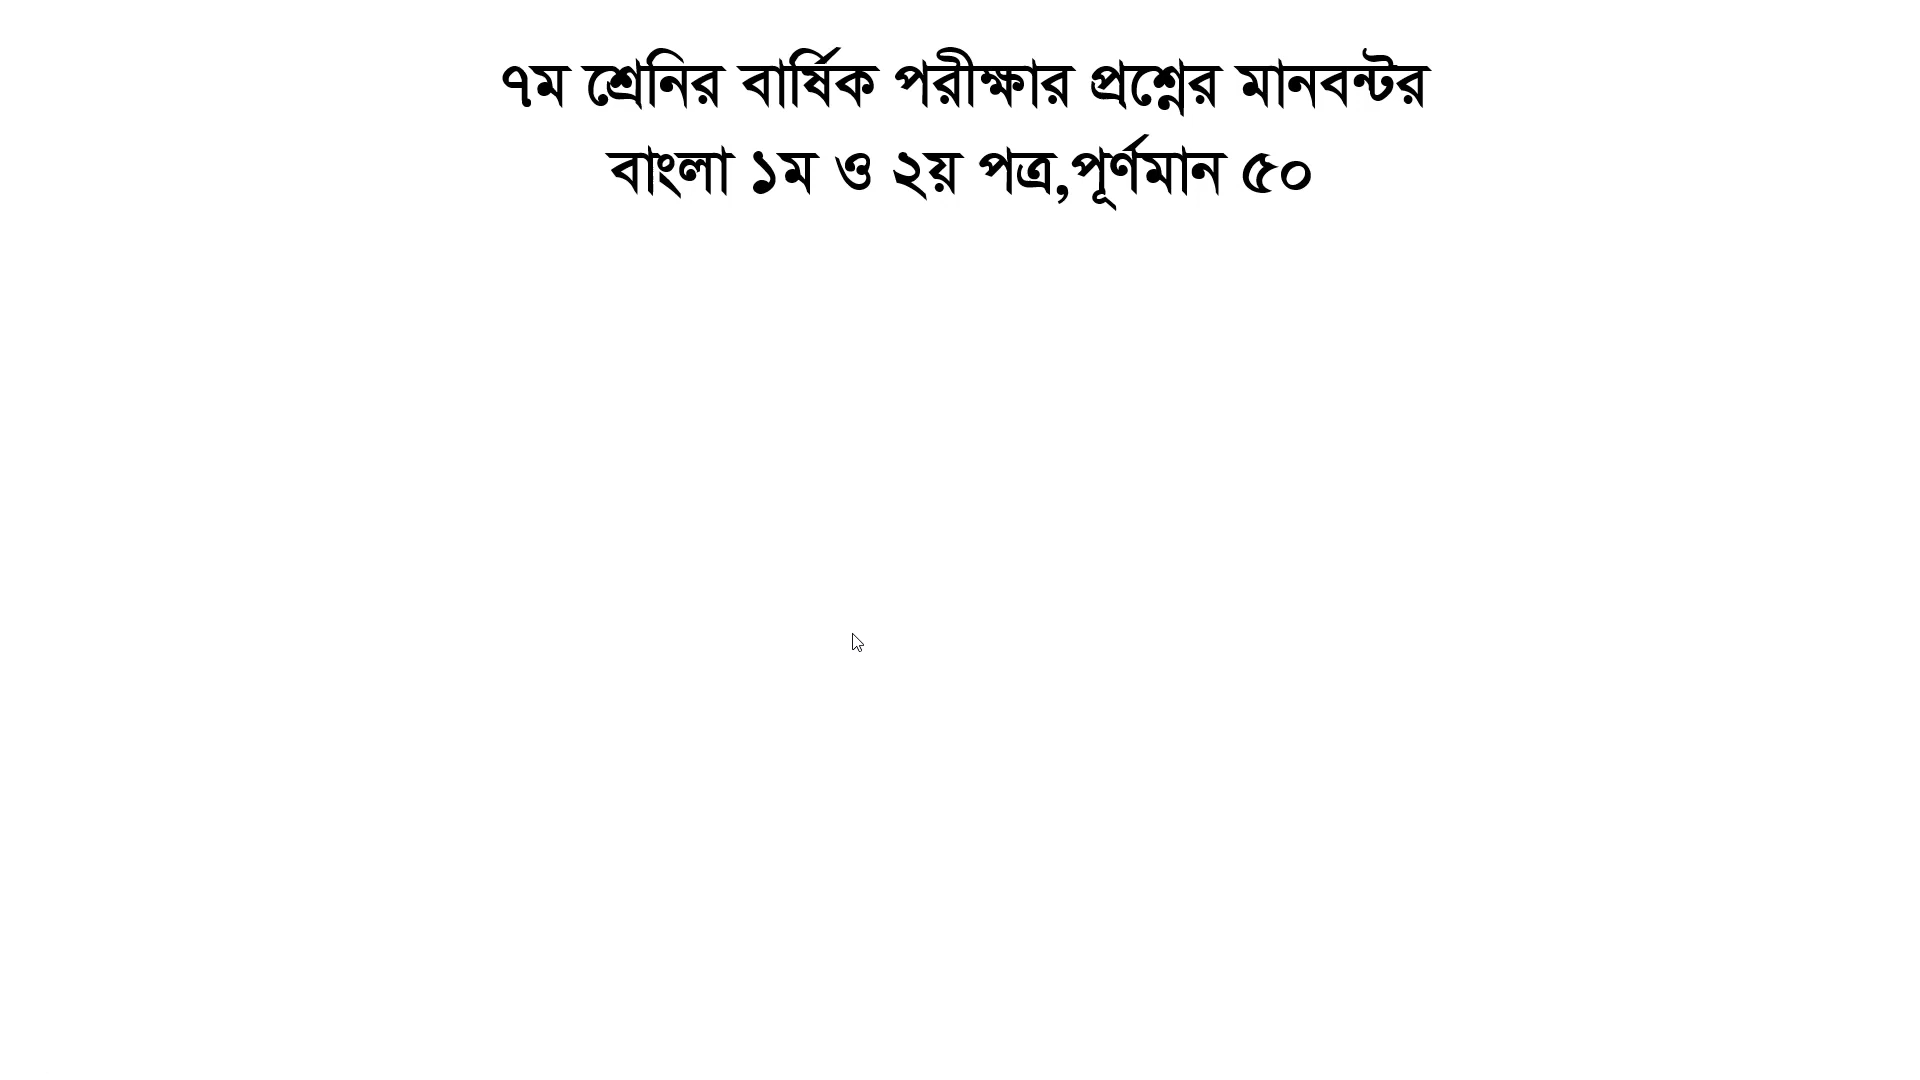 ৭ম শ্রেনির বার্ষিক পরীক্ষার প্রশ্নের মানবন্টর
বাংলা ১ম ও ২য় পত্র,পূর্ণমান ৫০